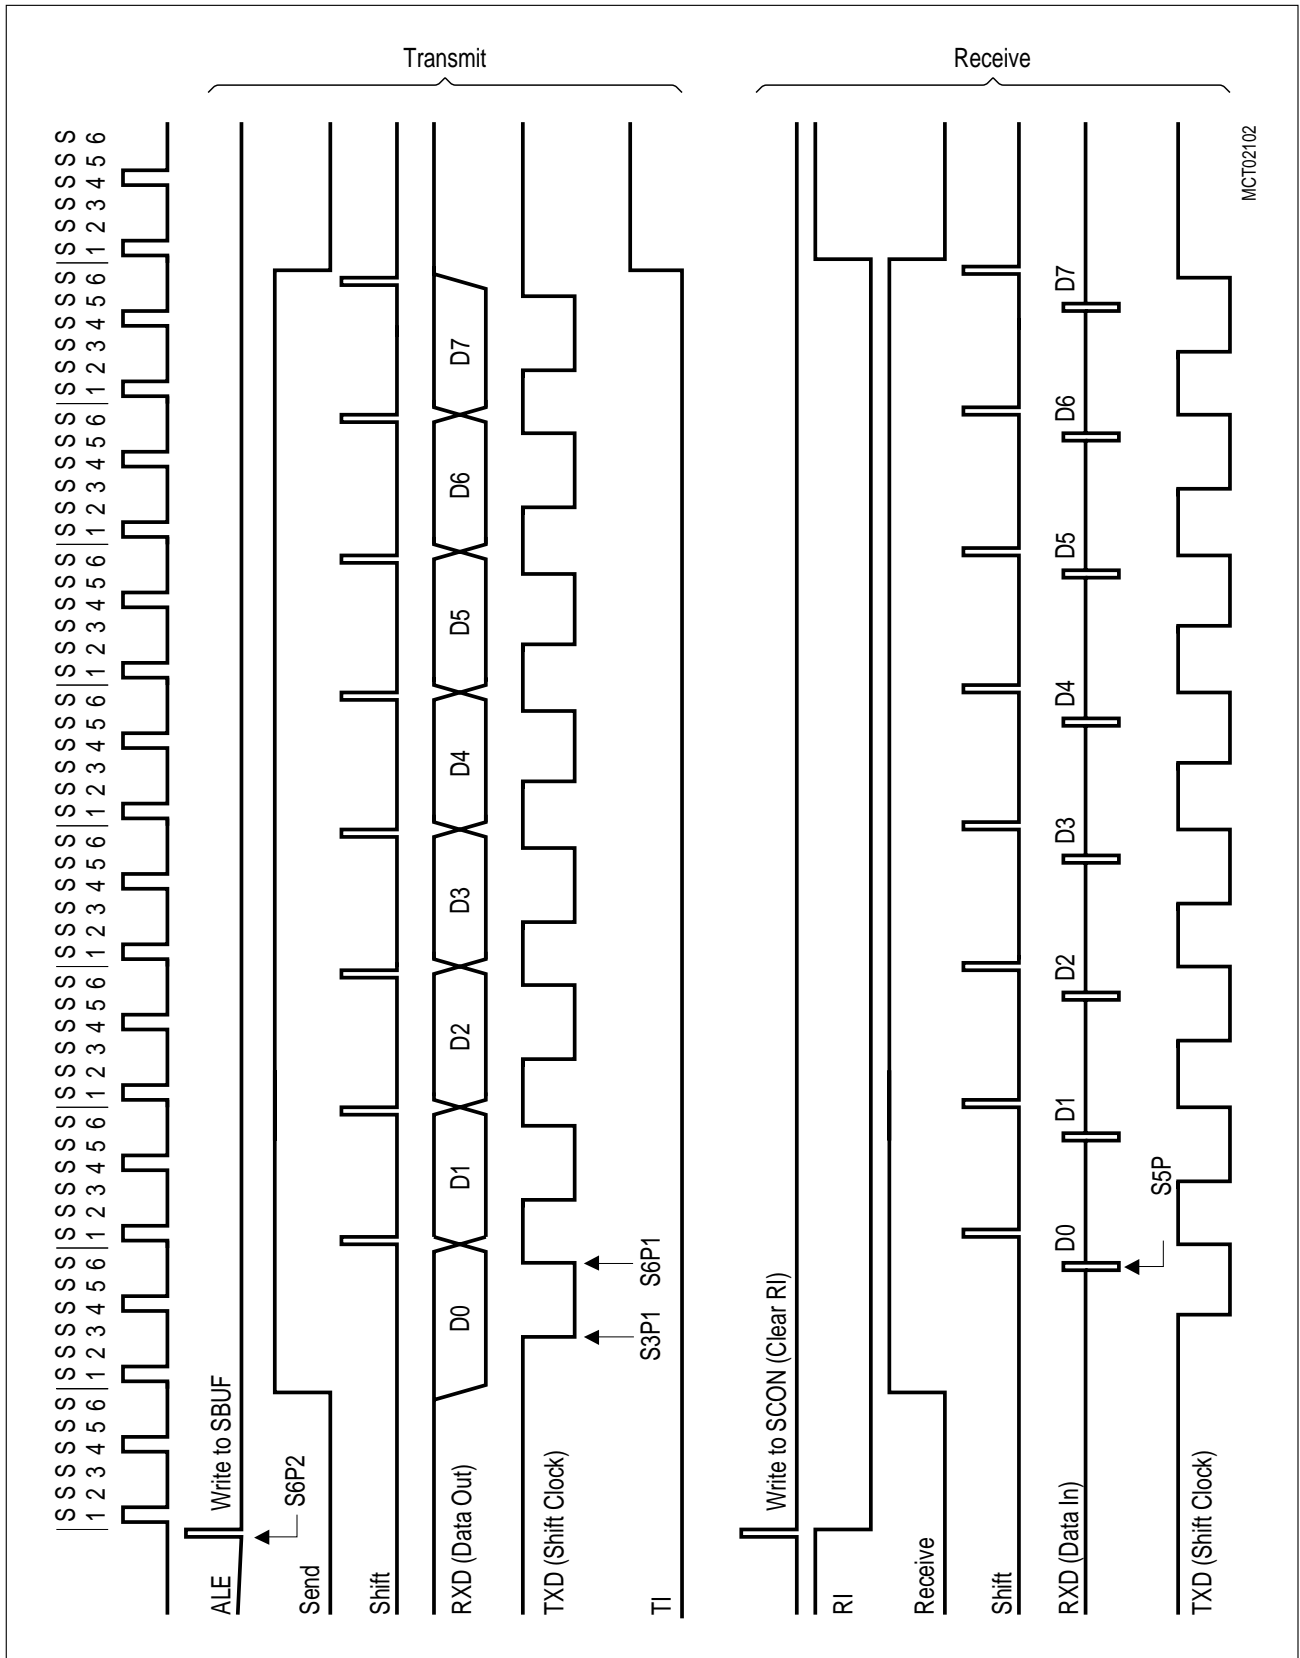 Transmit
Receive
S S S S S S | S S S S S S | S S S S S S | S S S S S S | S S S S S S | S S S S S S | S S S S S S | S S S S S S | S S S S S S | S S S S S S
1 2 3 4 5 6 | 1 2 3 4 5 6 | 1 2 3 4 5 6 | 1 2 3 4 5 6 | 1 2 3 4 5 6 | 1 2 3 4 5 6 | 1 2 3 4 5 6 | 1 2 3 4 5 6 | 1 2 3 4 5 6 | 1 2 3 4 5 6
ALE Write to SBUF
S6P2
Send
Shift
RXD (Data Out) D0 D1 D2 D3 D4 D5 D6 D7
TXD (Shift Clock)
S3P1 S6P1
TI
Write to SCON (Clear RI)
RI
Receive
Shift
RXD (Data In) D0 D1 D2 D3 D4 D5 D6 D7
S5P
TXD (Shift Clock)
MCT02102